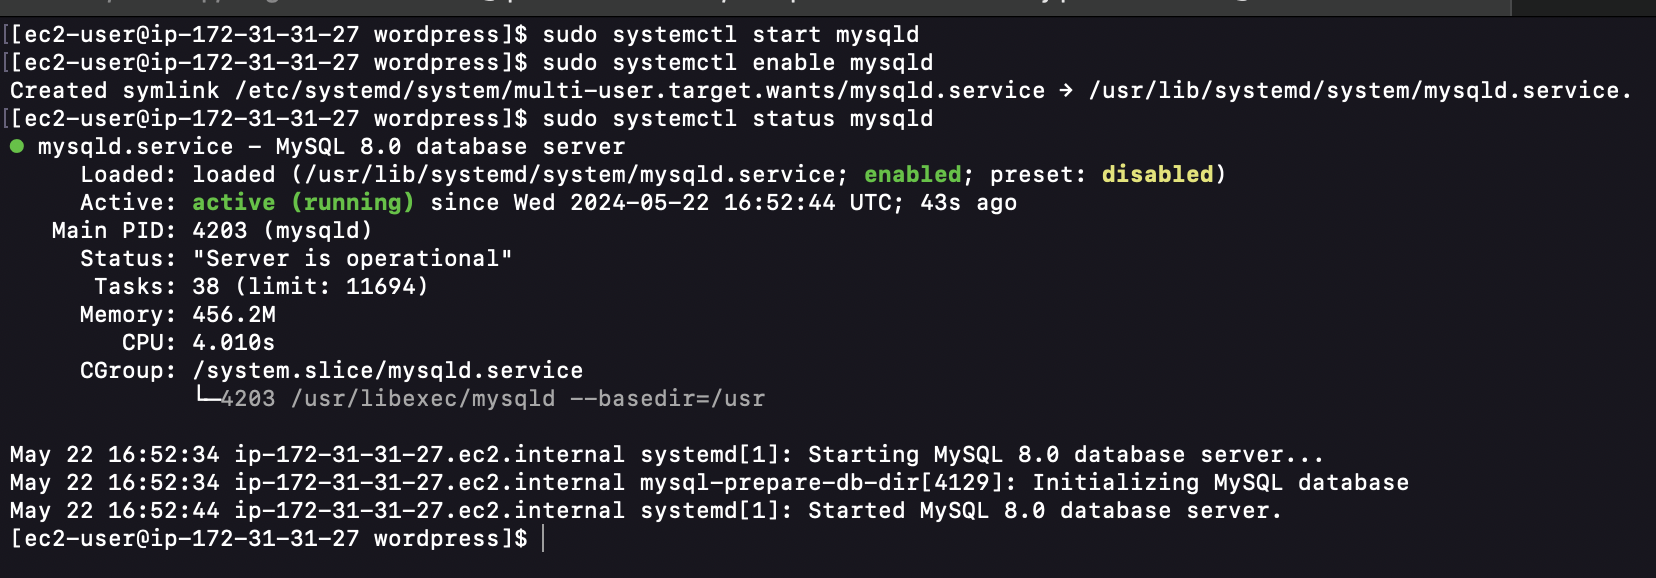 [[ec2-user@ip-172-31-31-27 wordpress]$ sudo systemctl start mysqld
[[ec2-user@ip-172-31-31-27 wordpress]$ sudo systemctl enable mysqld
Created symlink /etc/systemd/system/multi-user.target.wants/mysqld.service → /usr/lib/systemd/system/mysqld.service.
[[ec2-user@ip-172-31-31-27 wordpress]$ sudo systemctl status mysqld
● mysqld.service – MySQL 8.0 database server
Loaded: loaded (/usr/lib/systemd/system/mysqld.service; enabled; preset: disabled)
Active: active (running) since Wed 2024-05-22 16:52:44 UTC; 43s ago
Main PID: 4203 (mysqld)
Status: "Server is operational"
Tasks: 38 (limit: 11694)
Memory: 456.2M
CPU: 4.010s
CGroup: /system.slice/mysqld.service
└─4203 /usr/libexec/mysqld --basedir=/usr
May 22 16:52:34 ip-172-31-31-27.ec2.internal systemd[1]: Starting MySQL 8.0 database server...
May 22 16:52:34 ip-172-31-31-27.ec2.internal mysql-prepare-db-dir[4129]: Initializing MySQL database
May 22 16:52:44 ip-172-31-31-27.ec2.internal systemd[1]: Started MySQL 8.0 database server.
[ec2-user@ip-172-31-31-27 wordpress]$